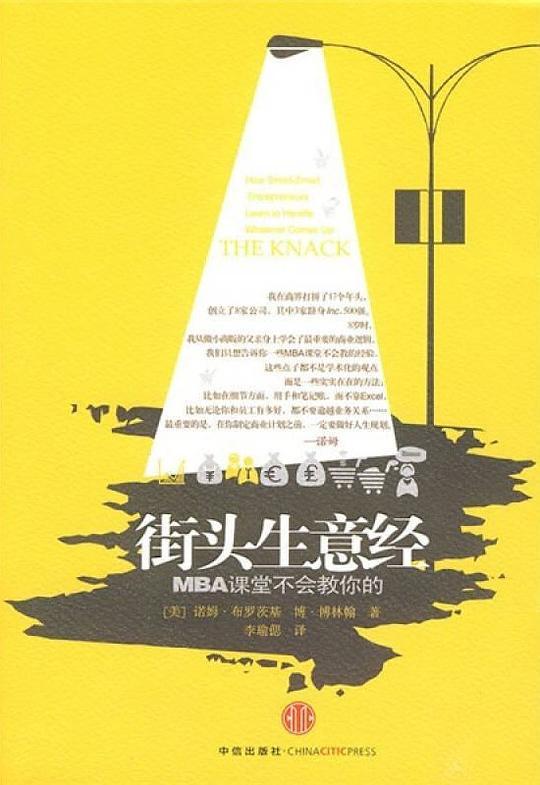 How Street-Smart
Entrepreneurs
Learn to Handle
Whatever Comes Up
THE KNACK
我在商界打拼了17个年头，
创立了8家公司，其中3家跻身Inc. 500强。
8岁时，
我从做小商贩的父亲身上学会了最重要的商业逻辑，
我们只想告诉你一些MBA课堂不会教的经验，
这些点子都不是学术化的观点
而是一些实实在在的方法：
比如在细节方面，用手和笔记账，而不靠Excel，
比如无论你和员工有多好，都不要逾越业务关系……
最重要的是，在你制定商业计划之前，一定要做好人生规划。
—诺姆
¥ € £
街头生意经
MBA课堂不会教你的
[美] 诺姆·布罗茨基 博·博林翰 著
李瑜偲 译
中信出版社·CHINACITICPRESS